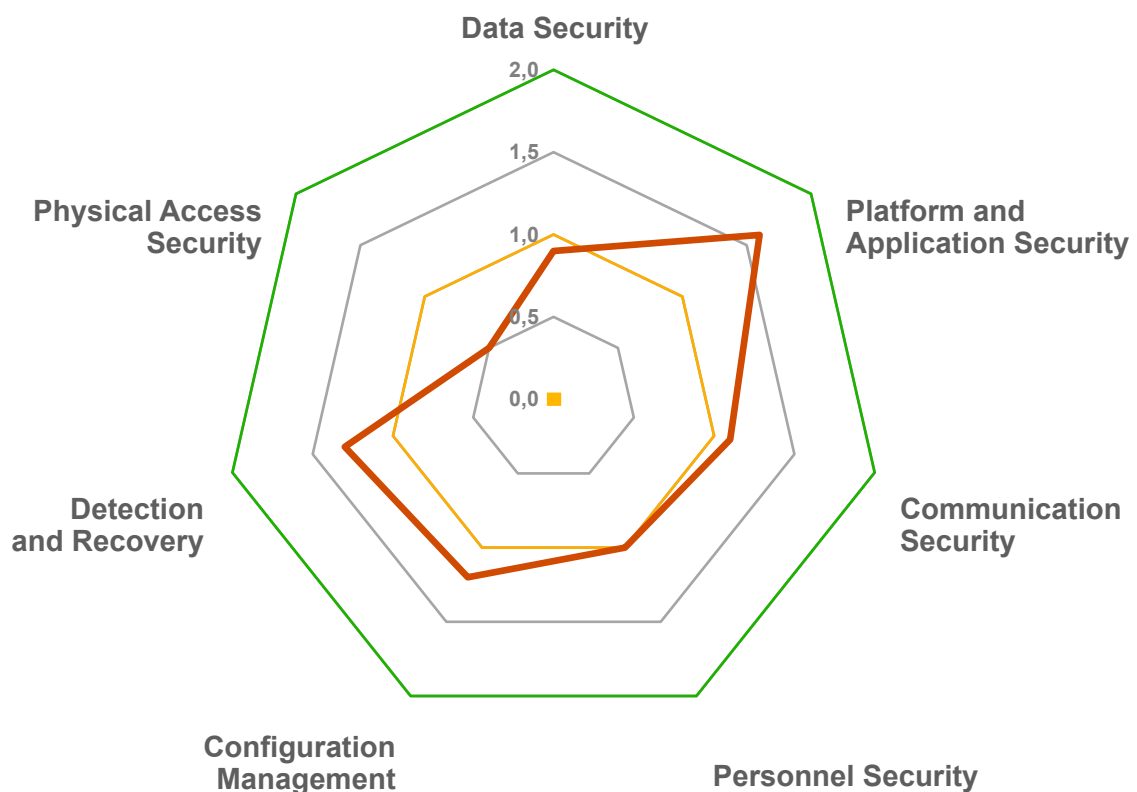 Data Security
2,0
1,5
1,0
0,5
0,0
Platform and
Application Security
Communication
Security
Personnel Security
Configuration
Management
Detection
and Recovery
Physical Access
Security